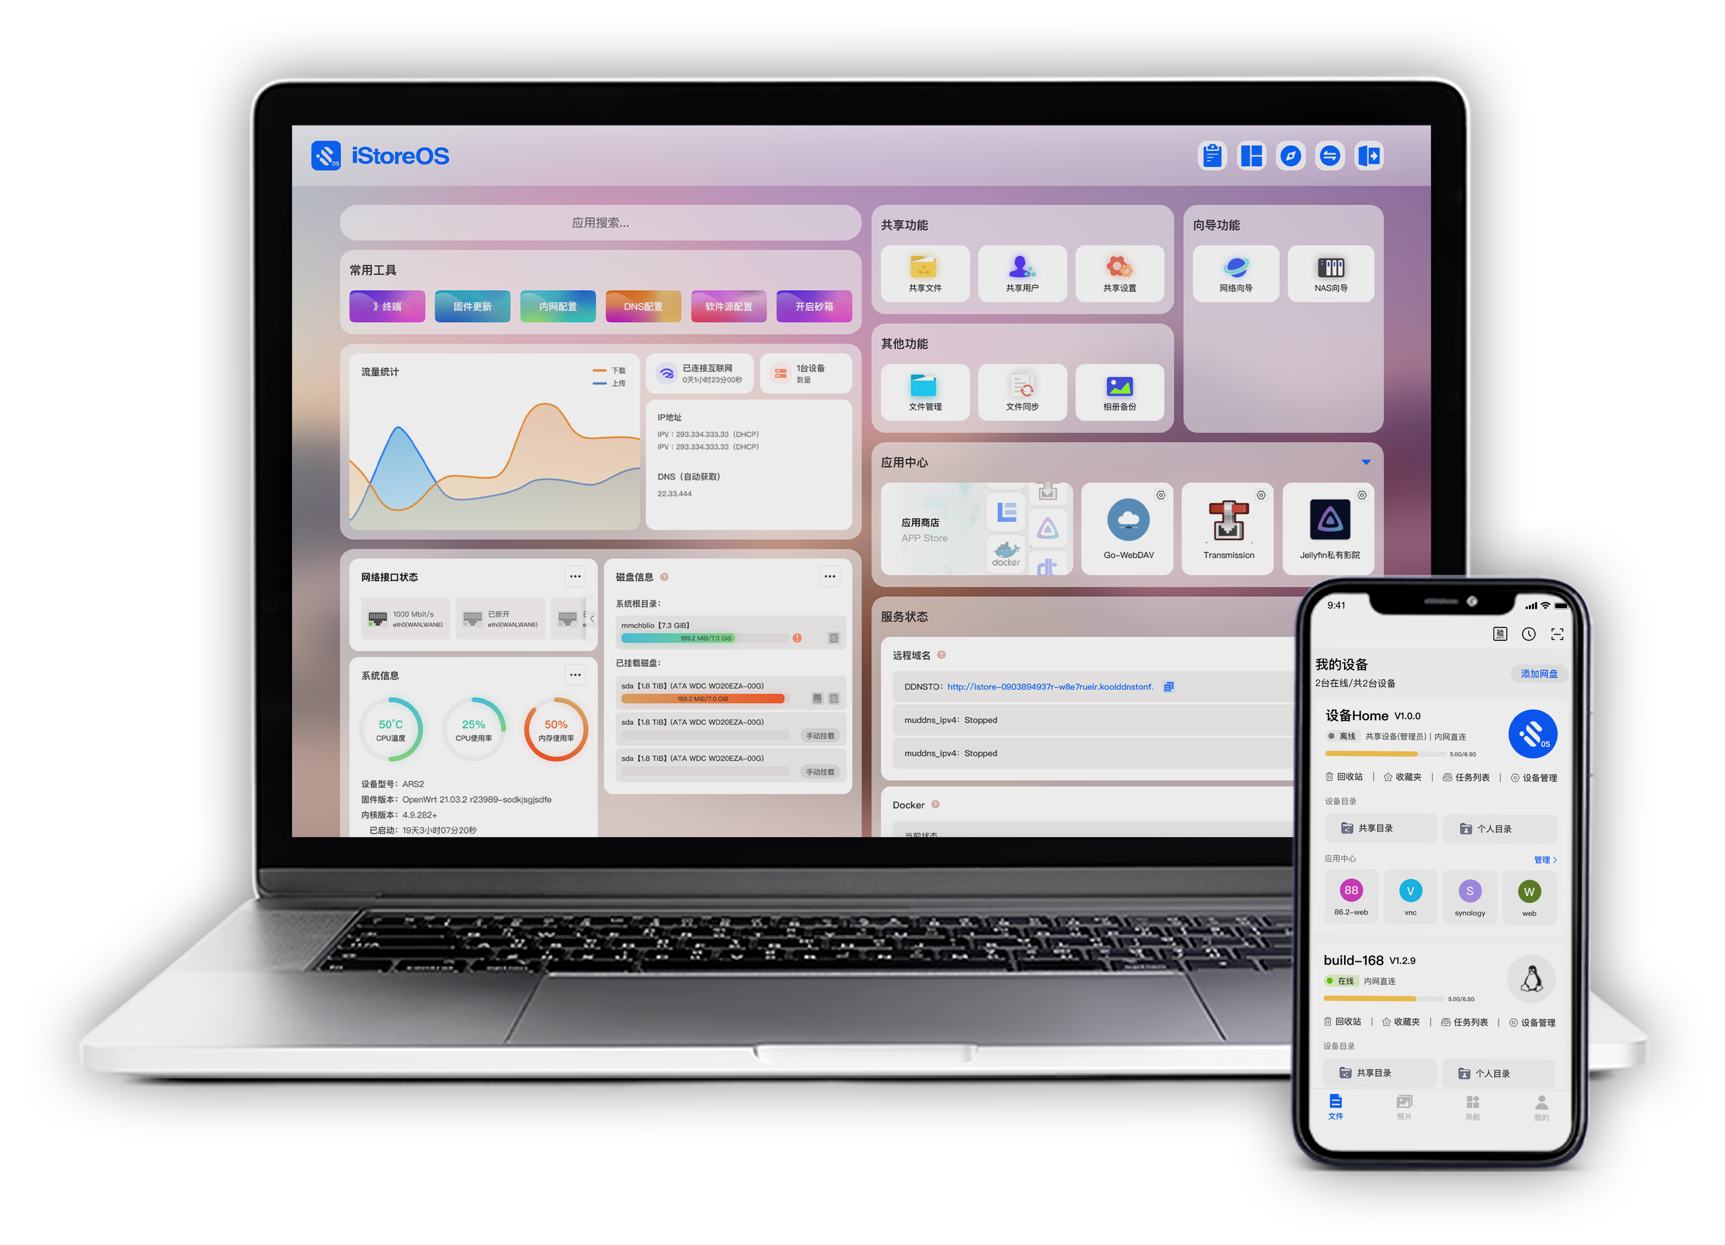 iStoreOS
应用搜索...
常用工具
》终端
固件更新
内网配置
DNS配置
软件源配置
开启砂箱
流量统计
下载
上传
已连接互联网
0天1小时23分00秒
1台设备
数量
IP地址
IPV：293.334.333.33（DHCP）
IPV：293.334.333.33（DHCP）
DNS（自动获取）
22.33.444
网络接口状态
1000 Mbit/s
eth0(WAN,WAN6)
已断开
eth0(WAN,WAN6)
系统信息
50°C
CPU温度
25%
CPU使用率
50%
内存使用率
设备型号：ARS2
固件版本：OpenWrt 21.03.2 r23989-sodkjsgjsdfe
内核版本：4.9.282+
已启动：19天3小时07分20秒
磁盘信息
系统根目录：
mmchblio【7.3 GiB】
189.2 MiB/7.0 GiB
已挂载磁盘：
sda【1.8 TiB】(ATA WDC WD20EZA-00G)
189.2 MiB/7.0 GiB
sda【1.8 TiB】(ATA WDC WD20EZA-00G)
手动挂载
sda【1.8 TiB】(ATA WDC WD20EZA-00G)
手动挂载
共享功能
共享文件
共享用户
共享设置
向导功能
网络向导
NAS向导
其他功能
文件管理
文件同步
相册备份
应用中心
应用商店
APP Store
docker
Go-WebDAV
Transmission
Jellyfin私有影院
服务状态
远程域名
DDNSTO：http://istore-0903894937r-w8e7rueir.koolddnstonf.
muddns_ipv4：Stopped
muddns_ipv4：Stopped
Docker
当前状态
9:41
我的设备
2台在线/共2台设备
添加网盘
设备Home V1.0.0
离线
共享设备(管理员) | 内网直连
5.0G/6.5G
OS
回收站 | 收藏夹 | 任务列表 | 设备管理
设备目录
共享目录
个人目录
应用中心
管理 >
88
86.2-web
V
vnc
S
synology
W
web
build-168 V1.2.9
在线
内网直连
5.0G/6.5G
回收站 | 收藏夹 | 任务列表 | 设备管理
设备目录
共享目录
个人目录
文件
照片
导航
我的